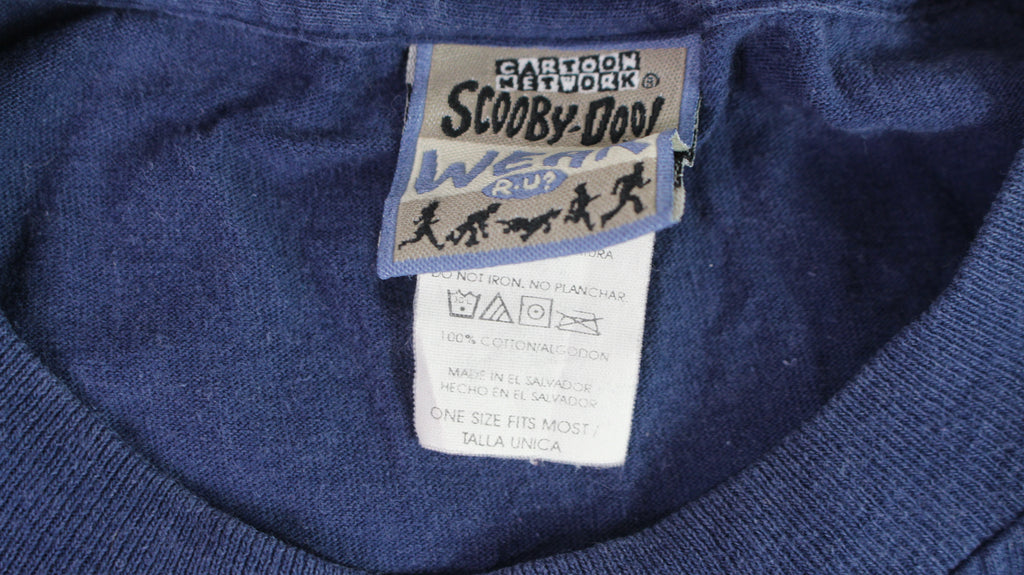 CARTOON
NETWORK®
SCOOBY-DOO!
WEAR
R·U?
DO NOT IRON. NO PLANCHAR
100% COTTON/ALGODON
MADE IN EL SALVADOR
HECHO EN EL SALVADOR
ONE SIZE FITS MOST /
TALLA UNICA